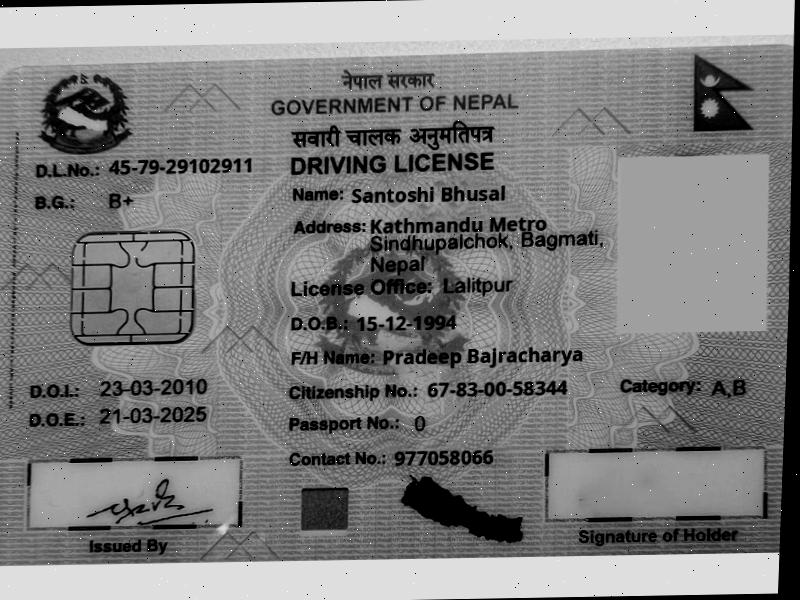 नेपाल सरकार
GOVERNMENT OF NEPAL
सवारी चालक अनुमतिपत्र
DRIVING LICENSE
D.L.No.: 45-79-29102911
B.G.: B+
Name: Santoshi Bhusal
Address: Kathmandu Metro
Sindhupalchok, Bagmati,
Nepal
License Office: Lalitpur
D.O.B.: 15-12-1994
F/H Name: Pradeep Bajracharya
D.O.I.: 23-03-2010
Citizenship No.: 67-83-00-58344
Category: A,B
D.O.E.: 21-03-2025
Passport No.: 0
Contact No.: 977058066
Issued By
Signature of Holder